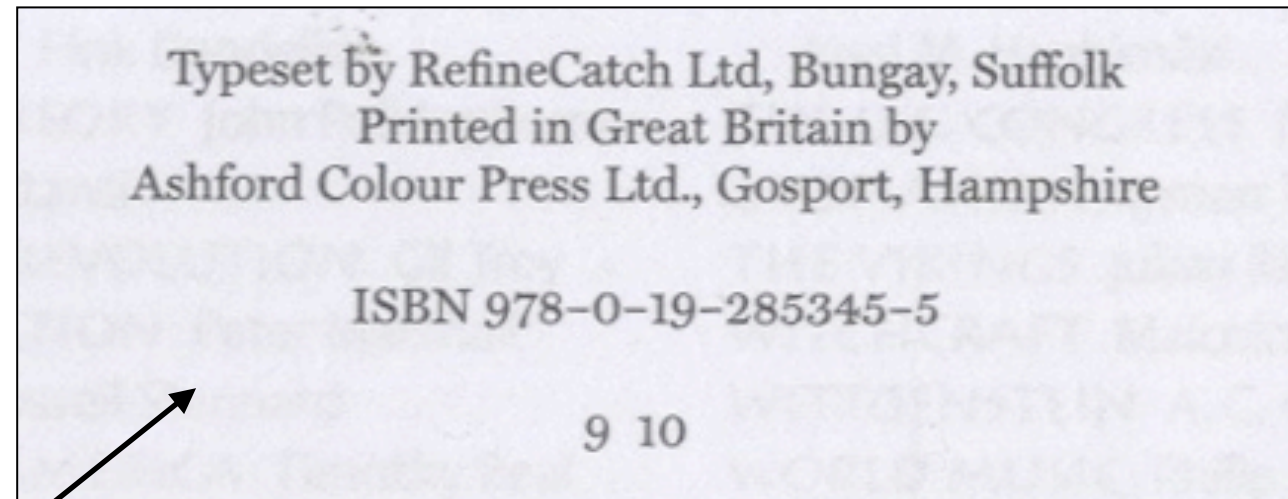 Typeset by RefineCatch Ltd, Bungay, Suffolk
Printed in Great Britain by
Ashford Colour Press Ltd., Gosport, Hampshire
ISBN 978–0–19–285345–5
9 10